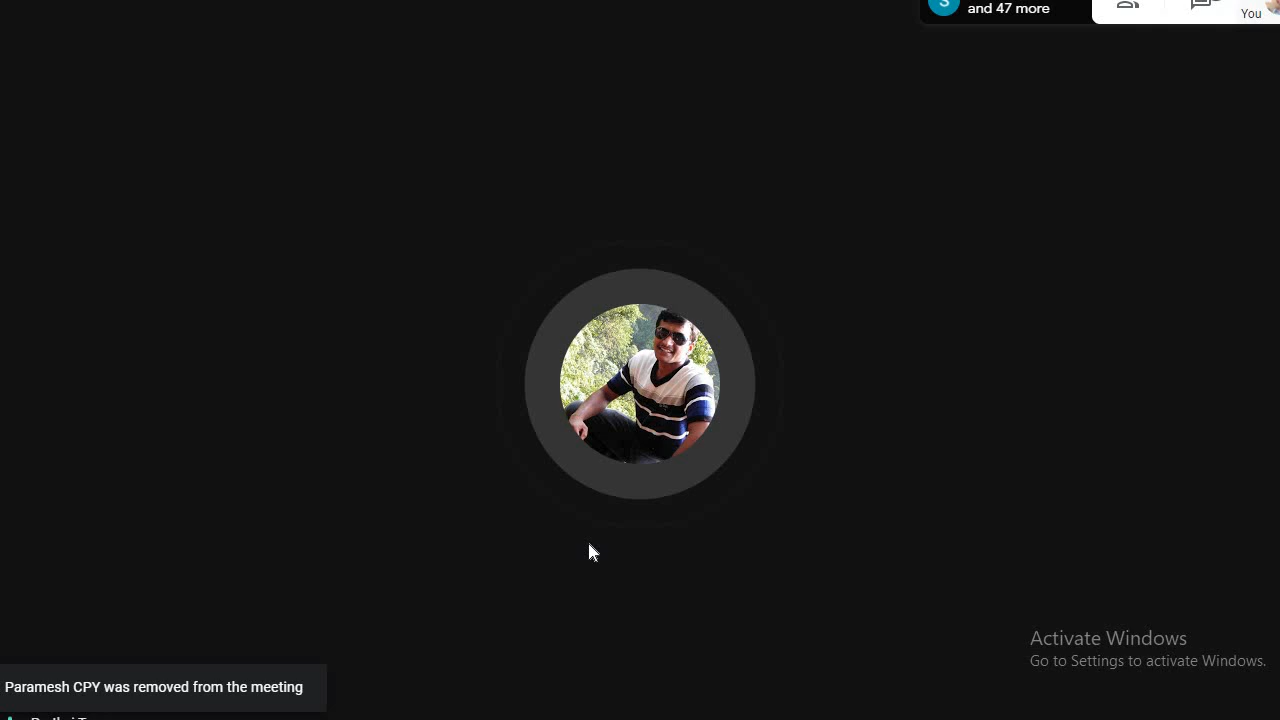 S
and 47 more
You
Activate Windows
Go to Settings to activate Windows.
Paramesh CPY was removed from the meeting